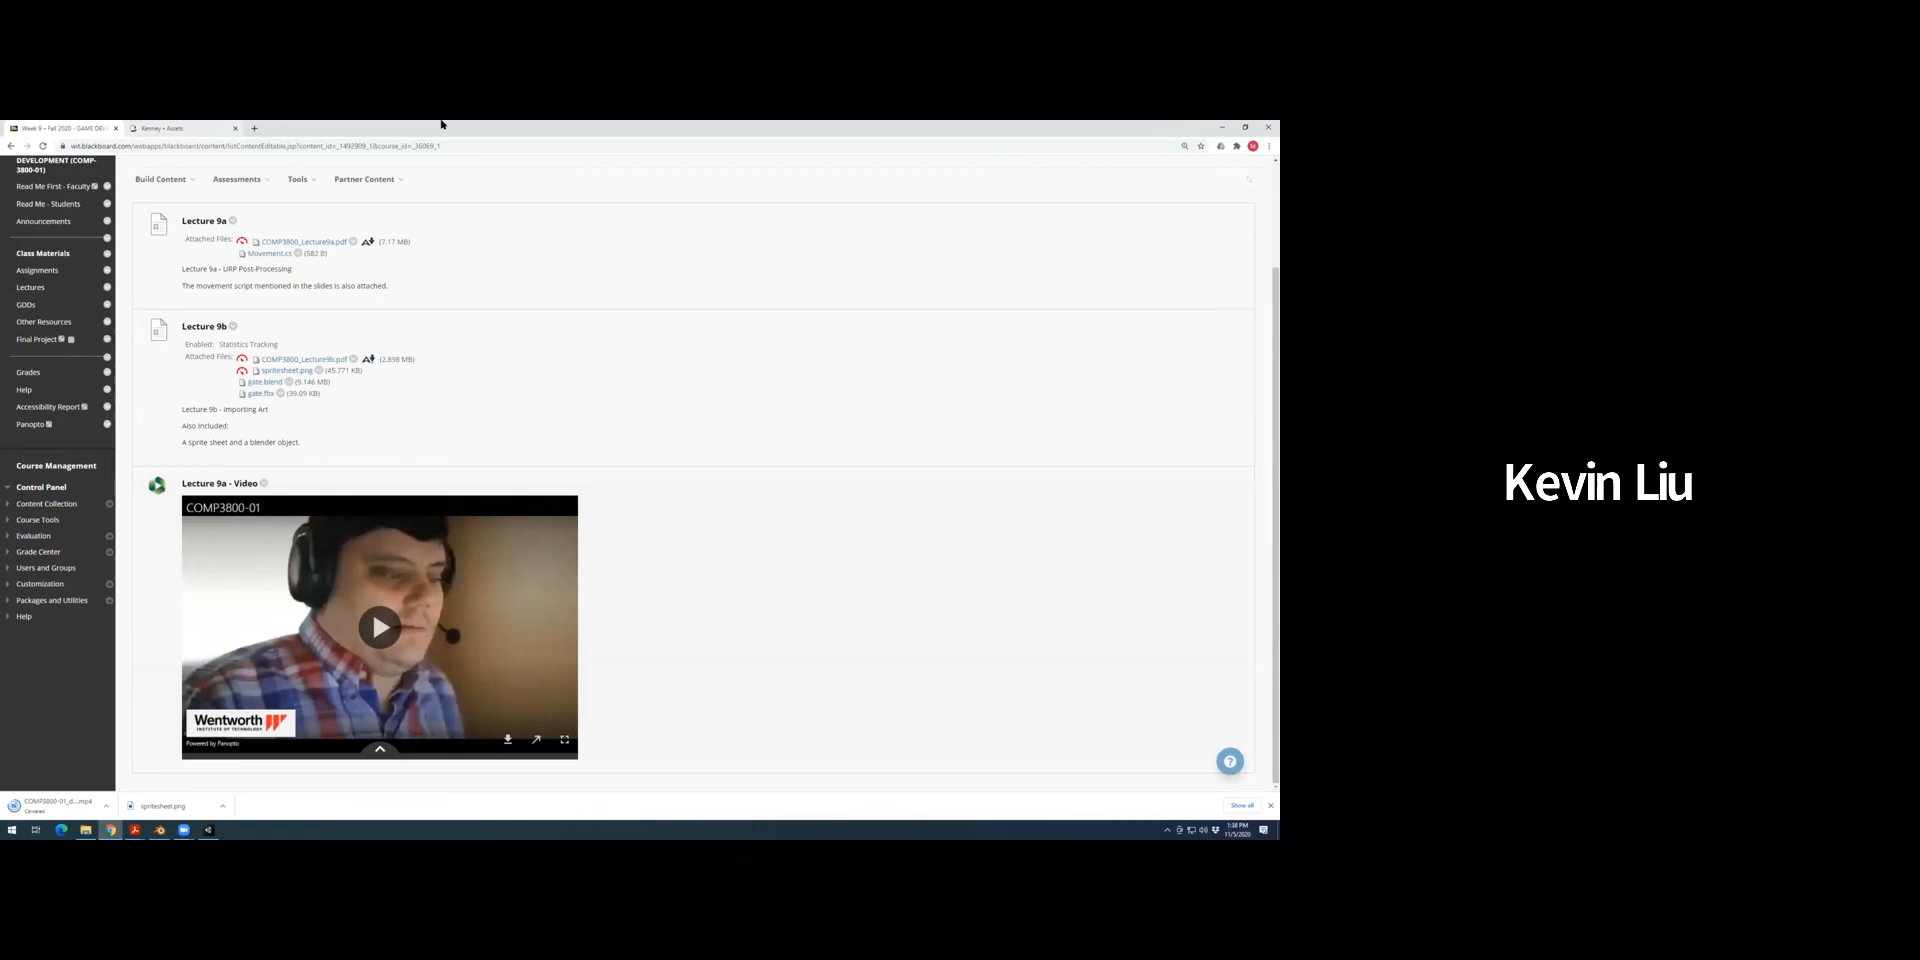 Week 9 – Fall 2020 - GAME DEV
Kenney • Assets
wit.blackboard.com/webapps/blackboard/content/listContentEditable.jsp?content_id=_1492909_1&course_id=_36069_1
M
DEVELOPMENT (COMP-
3800-01)
Read Me First - Faculty
Read Me - Students
Announcements
Class Materials
Assignments
Lectures
GDDs
Other Resources
Final Project
Grades
Help
Accessibility Report
Panopto
Course Management
Control Panel
Content Collection
Course Tools
Evaluation
Grade Center
Users and Groups
Customization
Packages and Utilities
Help
Build Content
Assessments
Tools
Partner Content
Lecture 9a
Attached Files: COMP3800_Lecture9a.pdf (7.17 MB)
Movement.cs (582 B)
Lecture 9a - URP Post-Processing
The movement script mentioned in the slides is also attached.
Lecture 9b
Enabled: Statistics Tracking
Attached Files: COMP3800_Lecture9b.pdf (2.898 MB)
spritesheet.png (45.771 KB)
gate.blend (9.146 MB)
gate.fbx (39.09 KB)
Lecture 9b - Importing Art
Also Included:
A sprite sheet and a blender object.
Lecture 9a - Video
COMP3800-01
Wentworth
INSTITUTE OF TECHNOLOGY
Powered by Panopto
COMP3800-01_d....mp4
Canceled
spritesheet.png
Show all
1:38 PM
11/5/2020
Kevin Liu